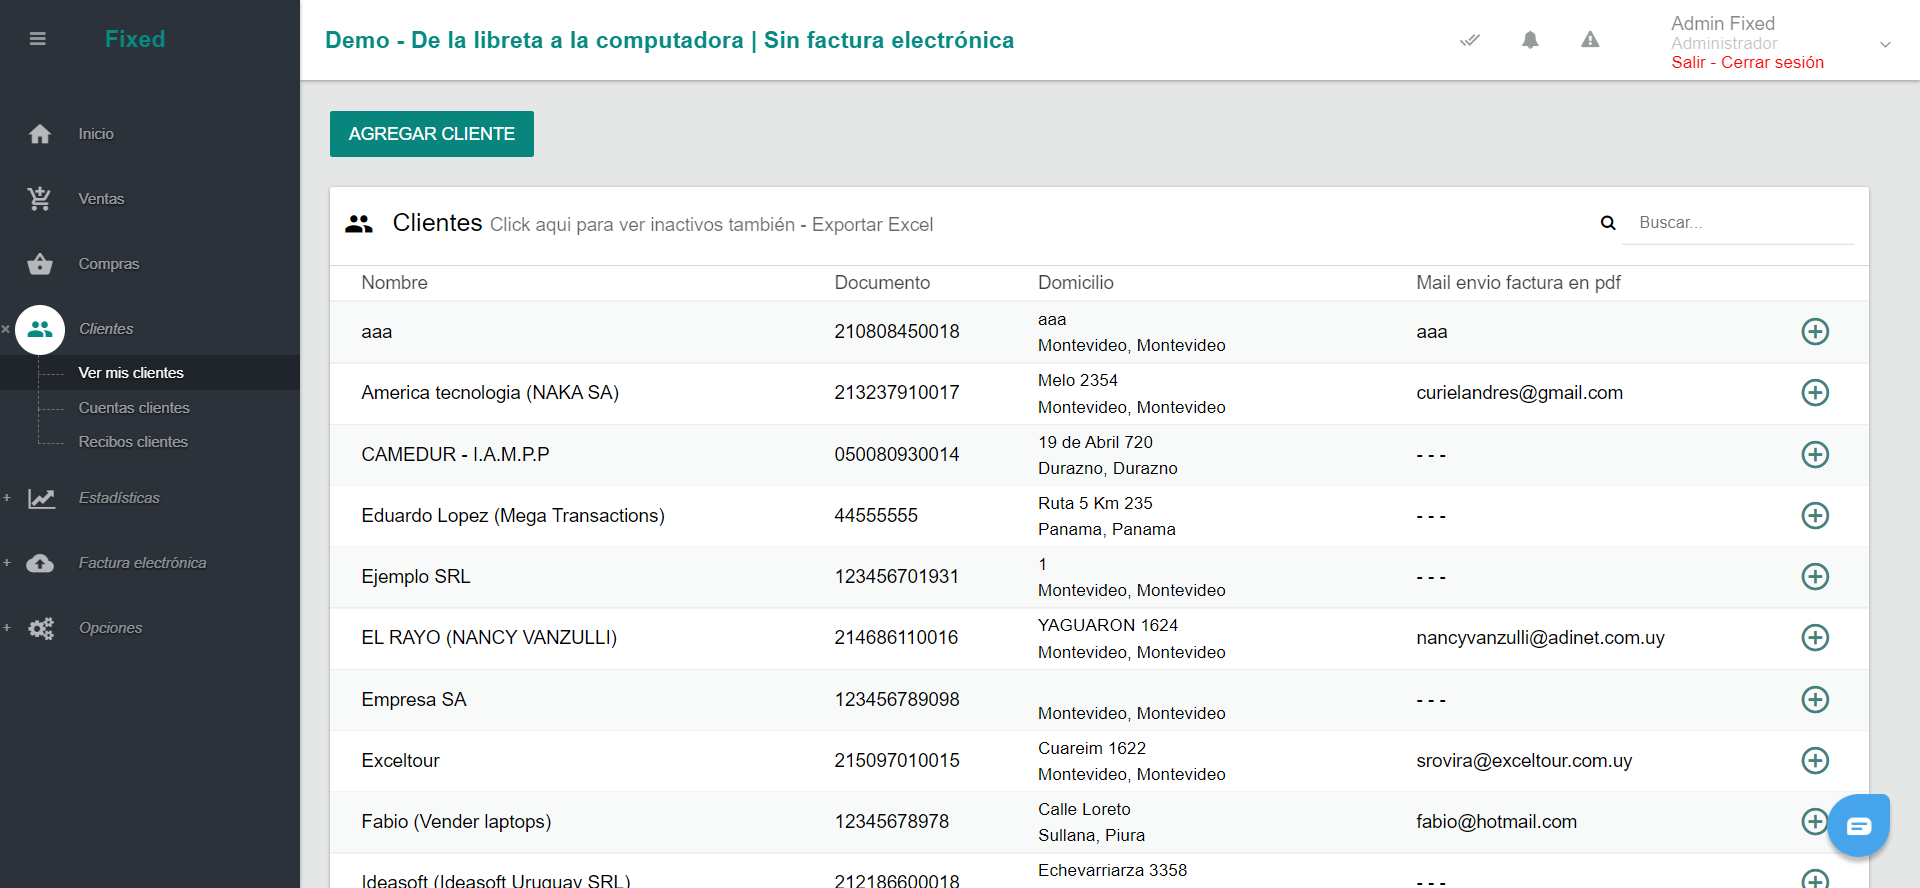 Fixed
Demo - De la libreta a la computadora | Sin factura electrónica
Admin Fixed
Administrador
Salir - Cerrar sesión
Inicio
Ventas
Compras
Clientes
Ver mis clientes
Cuentas clientes
Recibos clientes
Estadísticas
Factura electrónica
Opciones
AGREGAR CLIENTE
Clientes Click aqui para ver inactivos también - Exportar Excel
Buscar...
Nombre Documento Domicilio Mail envio factura en pdf
aaa 210808450018 aaa
Montevideo, Montevideo aaa
America tecnologia (NAKA SA) 213237910017 Melo 2354
Montevideo, Montevideo curielandres@gmail.com
CAMEDUR - I.A.M.P.P 050080930014 19 de Abril 720
Durazno, Durazno - - -
Eduardo Lopez (Mega Transactions) 44555555 Ruta 5 Km 235
Panama, Panama - - -
Ejemplo SRL 123456701931 1
Montevideo, Montevideo - - -
EL RAYO (NANCY VANZULLI) 214686110016 YAGUARON 1624
Montevideo, Montevideo nancyvanzulli@adinet.com.uy
Empresa SA 123456789098
Montevideo, Montevideo - - -
Exceltour 215097010015 Cuareim 1622
Montevideo, Montevideo srovira@exceltour.com.uy
Fabio (Vender laptops) 12345678978 Calle Loreto
Sullana, Piura fabio@hotmail.com
Ideasoft (Ideasoft Uruguay SRL) 212186600018 Echevarriarza 3358
- - -